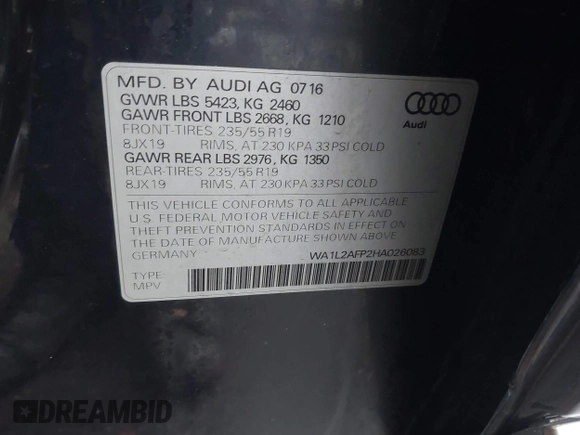 MFD. BY AUDI AG 0716
GVWR LBS 5423, KG 2460
GAWR FRONT LBS 2668, KG 1210
FRONT-TIRES 235/55 R19
8JX19 RIMS, AT 230 KPA 33 PSI COLD
GAWR REAR LBS 2976, KG 1350
REAR-TIRES 235/55 R19
8JX19 RIMS, AT 230 KPA 33 PSI COLD
Audi
THIS VEHICLE CONFORMS TO ALL APPLICABLE
U.S. FEDERAL MOTOR VEHICLE SAFETY AND
THEFT PREVENTION STANDARDS IN EFFECT ON
THE DATE OF MANUFACTURE SHOWN ABOVE.
GERMANY WA1L2AFP2HA026063
TYPE:
MPV
DREAMBID